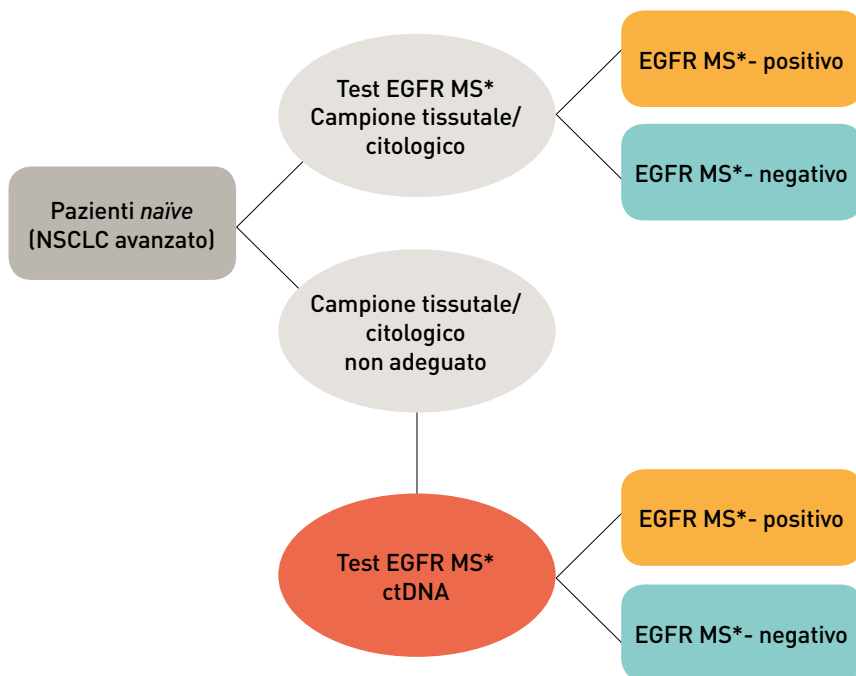 Pazienti naïve
(NSCLC avanzato)
Test EGFR MS*
Campione tissutale/
citologico
EGFR MS*- positivo
EGFR MS*- negativo
Campione tissutale/
citologico
non adeguato
Test EGFR MS*
ctDNA
EGFR MS*- positivo
EGFR MS*- negativo